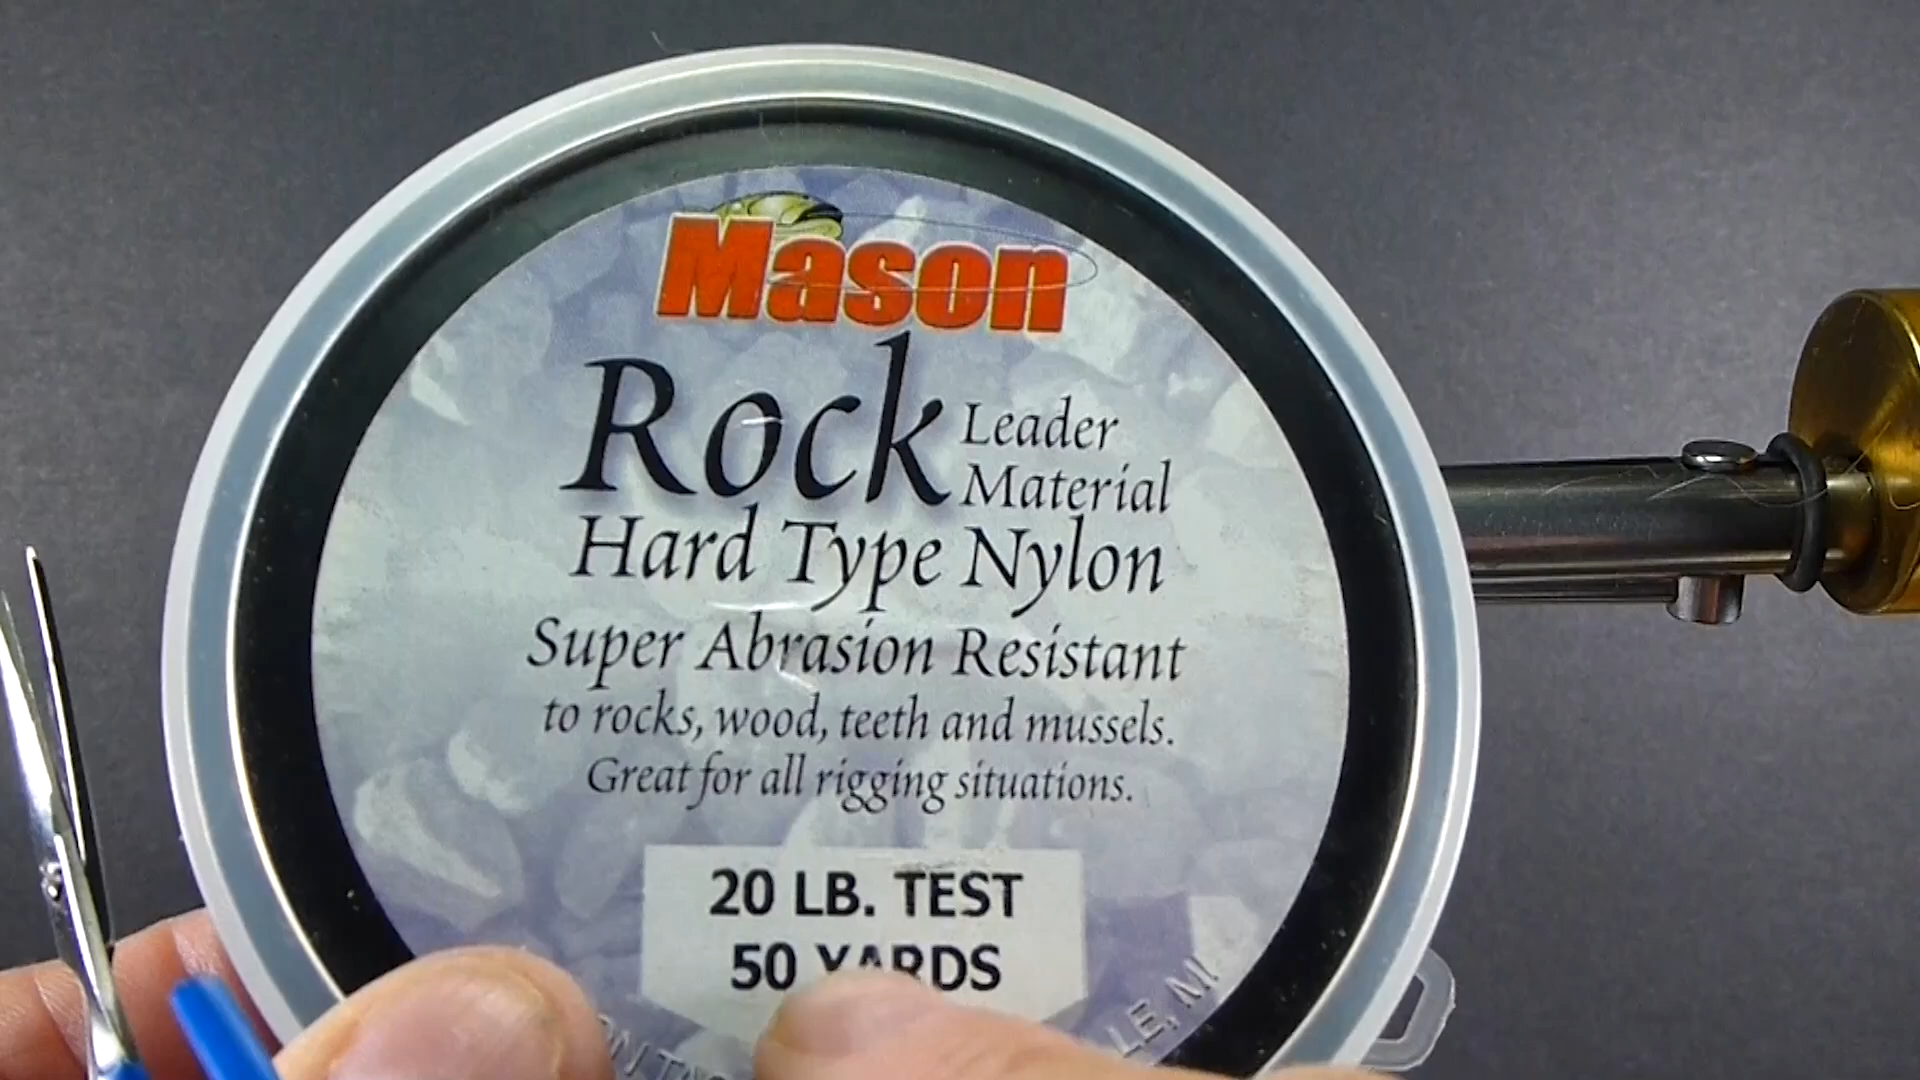 Mason
Rock Leader
Material
Hard Type Nylon
Super Abrasion Resistant
to rocks, wood, teeth and mussels.
Great for all rigging situations.
20 LB. TEST
50 YARDS